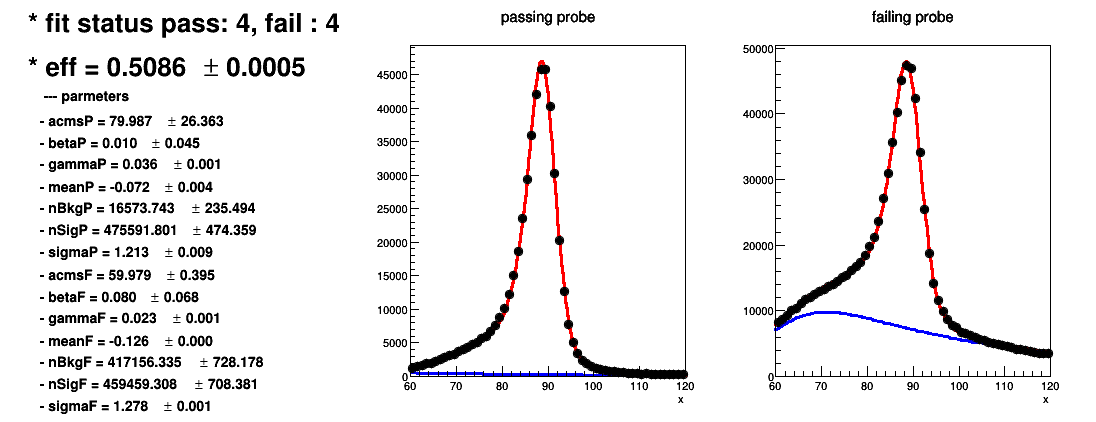 * fit status pass: 4, fail : 4
* eff = 0.5086 ± 0.0005
--- parmeters
- acmsP = 79.987 ± 26.363
- betaP = 0.010 ± 0.045
- gammaP = 0.036 ± 0.001
- meanP = -0.072 ± 0.004
- nBkgP = 16573.743 ± 235.494
- nSigP = 475591.801 ± 474.359
- sigmaP = 1.213 ± 0.009
- acmsF = 59.979 ± 0.395
- betaF = 0.080 ± 0.068
- gammaF = 0.023 ± 0.001
- meanF = -0.126 ± 0.000
- nBkgF = 417156.335 ± 728.178
- nSigF = 459459.308 ± 708.381
- sigmaF = 1.278 ± 0.001
passing probe
45000
40000
35000
30000
25000
20000
15000
10000
5000
0
60 70 80 90 100 110 120
x
failing probe
50000
40000
30000
20000
10000
0
60 70 80 90 100 110 120
x